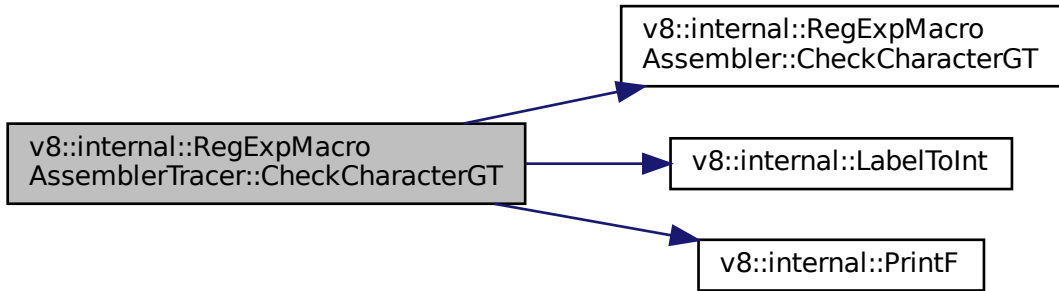 v8::internal::RegExpMacro
Assembler::CheckCharacterGT
v8::internal::RegExpMacro
AssemblerTracer::CheckCharacterGT
v8::internal::LabelToInt
v8::internal::PrintF